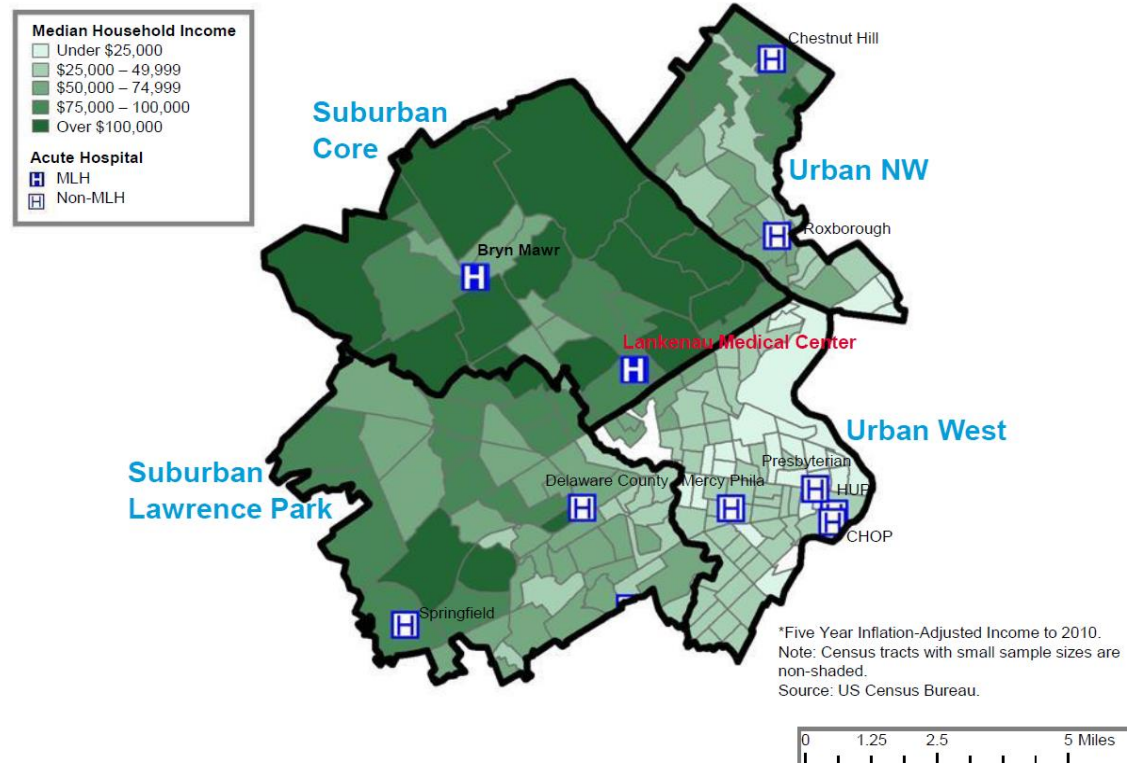 Median Household Income
Under $25,000
$25,000 – 49,999
$50,000 – 74,999
$75,000 – 100,000
Over $100,000
Acute Hospital
H MLH
H Non-MLH
Chestnut Hill
H
Suburban
Core
Urban NW
Roxborough
H
Bryn Mawr
H
Lankenau Medical Center
H
Urban West
Suburban
Lawrence Park
Presbyterian
H
Delaware County
H
Mercy Phila
H
HUP
CHOP
H
Springfield
H
*Five Year Inflation-Adjusted Income to 2010.
Note: Census tracts with small sample sizes are
non-shaded.
Source: US Census Bureau.
0 1.25 2.5 5 Miles